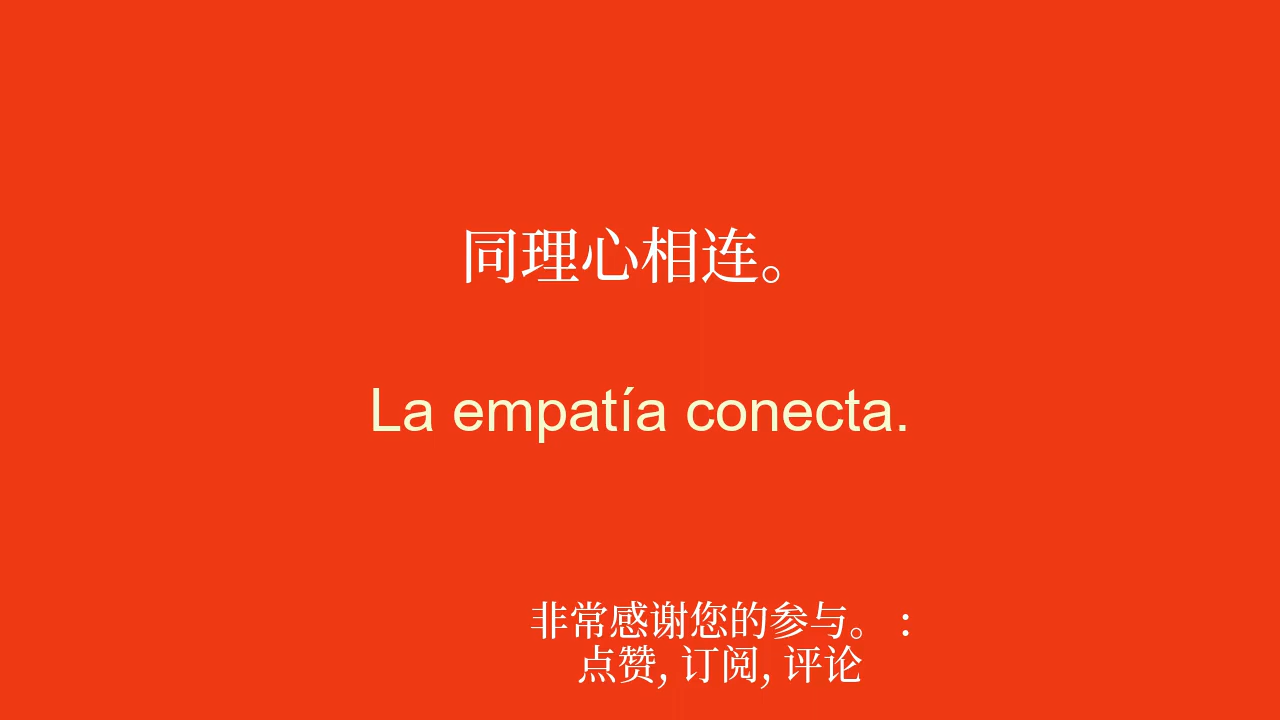 同理心相连。
La empatía conecta.
非常感谢您的参与。 :
点赞, 订阅, 评论